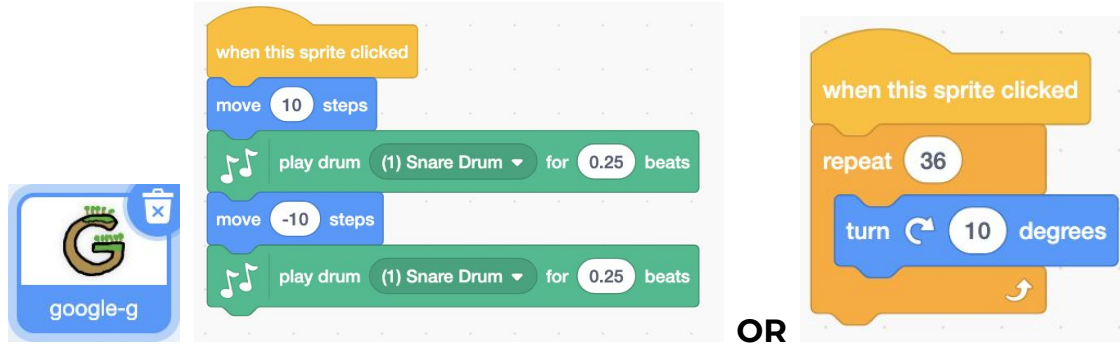 when this sprite clicked
move 10 steps
play drum (1) Snare Drum for 0.25 beats
move -10 steps
play drum (1) Snare Drum for 0.25 beats
google-g
OR
when this sprite clicked
repeat 36
turn 10 degrees